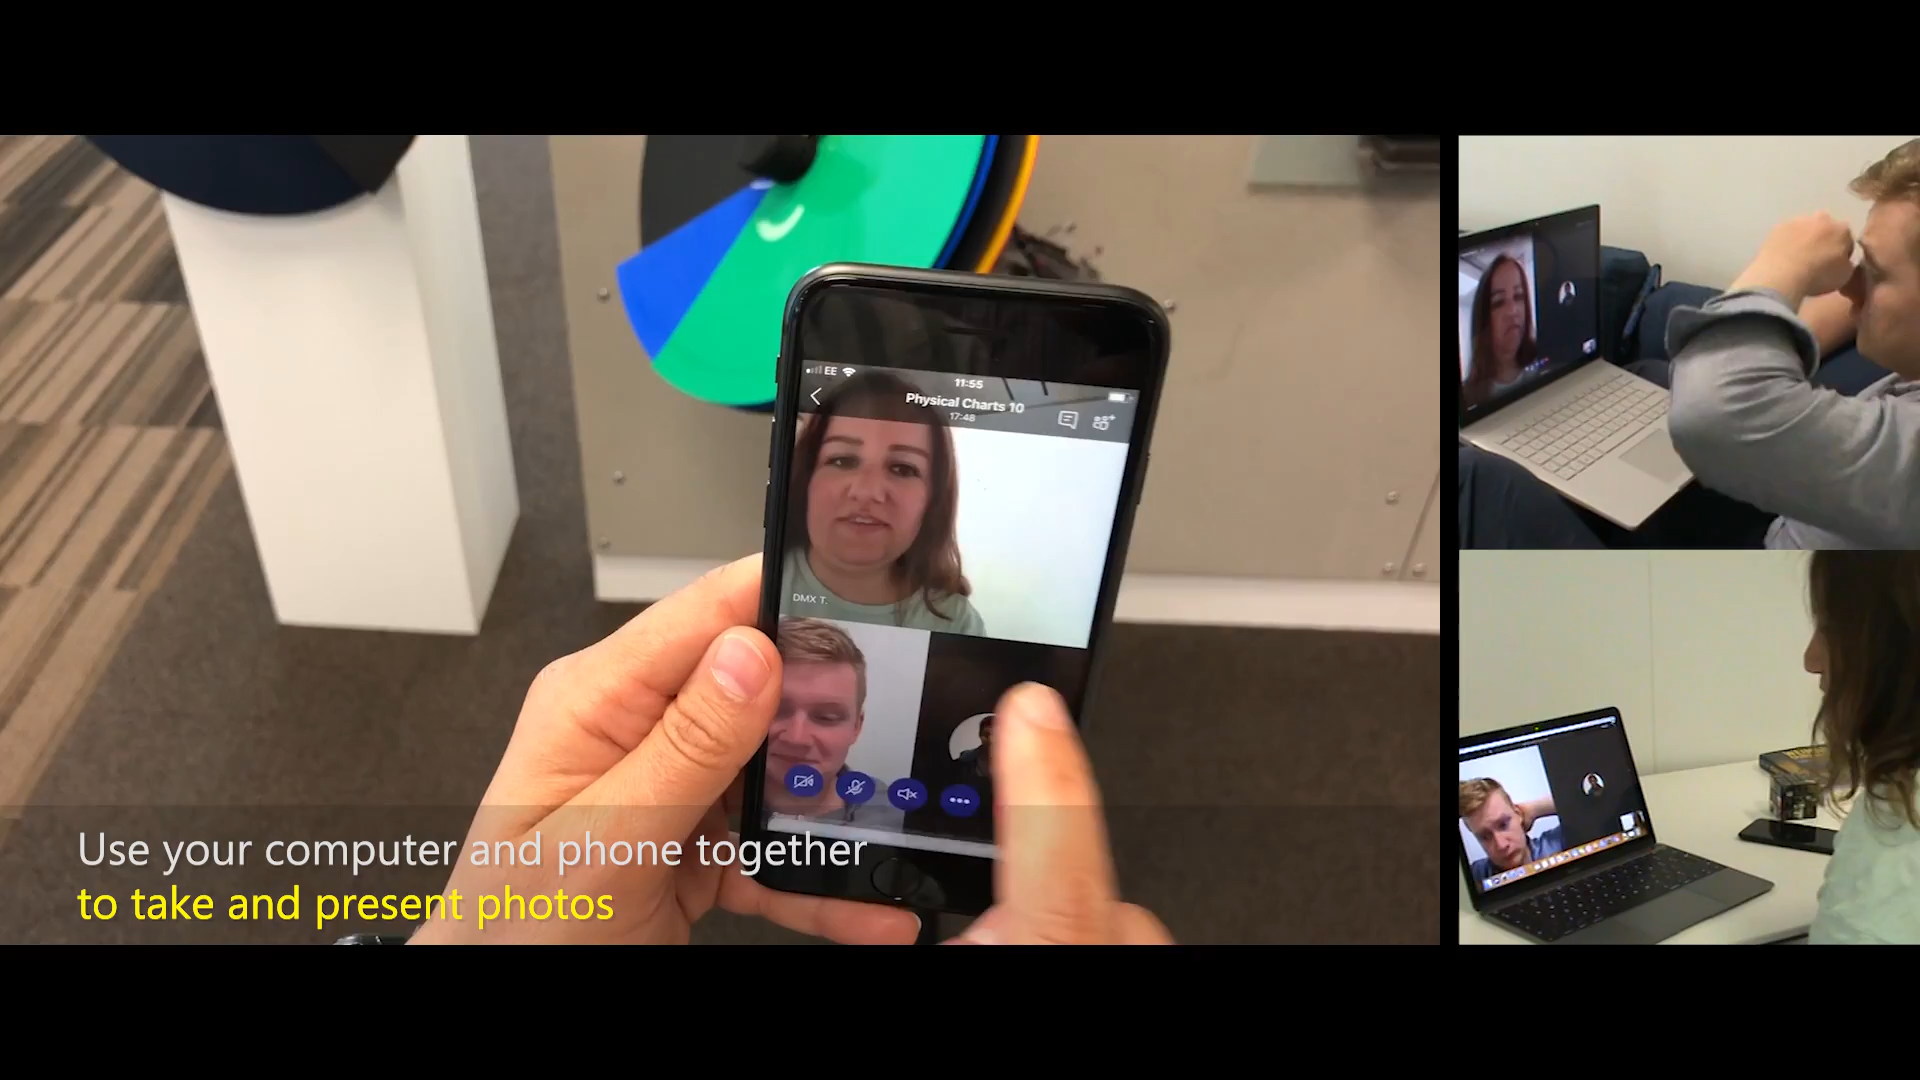 EE
11:55
Physical Charts 10
17:48
DMX T.
Use your computer and phone together
to take and present photos